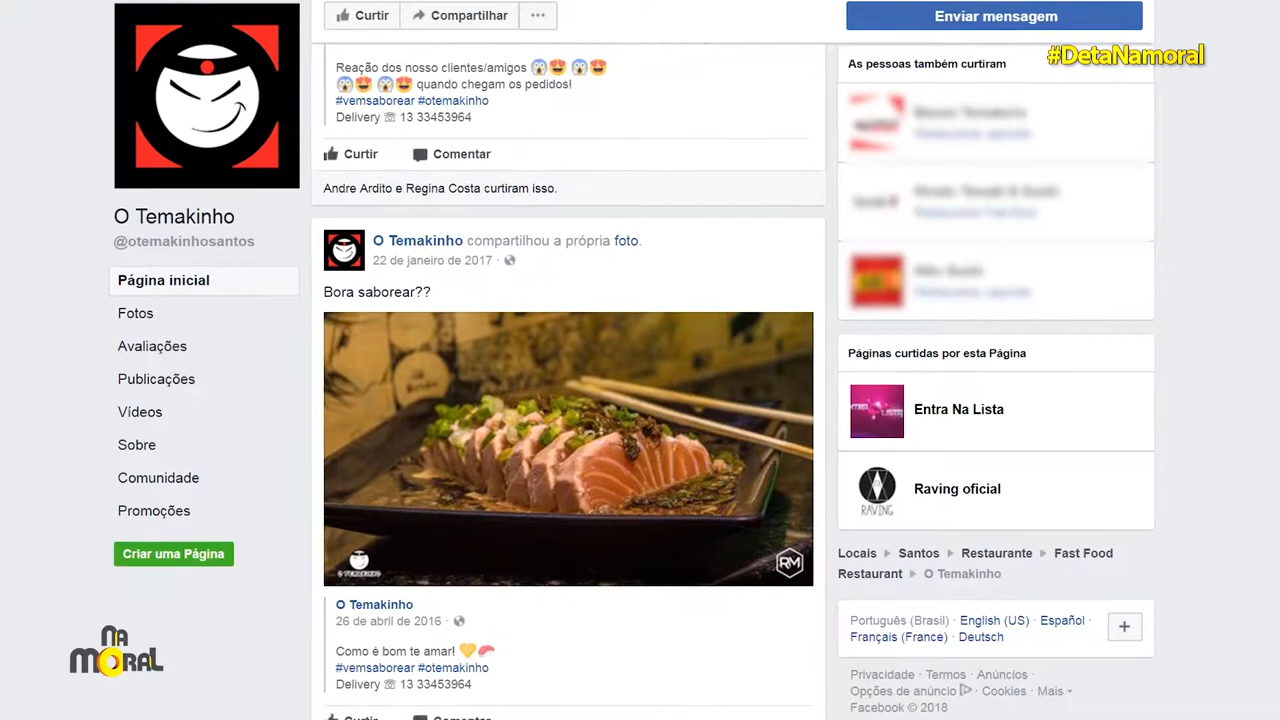 Curtir
Compartilhar
Enviar mensagem
#DetaNamoral
Reação dos nosso clientes/amigos 😱😍 😱😍
😱😍 😱😍 quando chegam os pedidos!
#vemsaborear #otemakinho
Delivery ☏ 13 33453964
Curtir
Comentar
Andre Ardito e Regina Costa curtiram isso.
O Temakinho
@otemakinhosantos
Página inicial
Fotos
Avaliações
Publicações
Vídeos
Sobre
Comunidade
Promoções
Criar uma Página
NA
MORAL
O Temakinho compartilhou a própria foto.
22 de janeiro de 2017 ·
Bora saborear??
O TEMAKINHO
RM
O Temakinho
26 de abril de 2016 ·
Como é bom te amar! 💛🍣
#vemsaborear #otemakinho
Delivery ☏ 13 33453964
Curtir
Comentar
As pessoas também curtiram
Páginas curtidas por esta Página
Entra Na Lista
RAVING
Raving oficial
Locais ▸ Santos ▸ Restaurante ▸ Fast Food
Restaurant ▸ O Temakinho
Português (Brasil) · English (US) · Español ·
Français (France) · Deutsch
Privacidade · Termos · Anúncios ·
Opções de anúncio · Cookies · Mais
Facebook © 2018